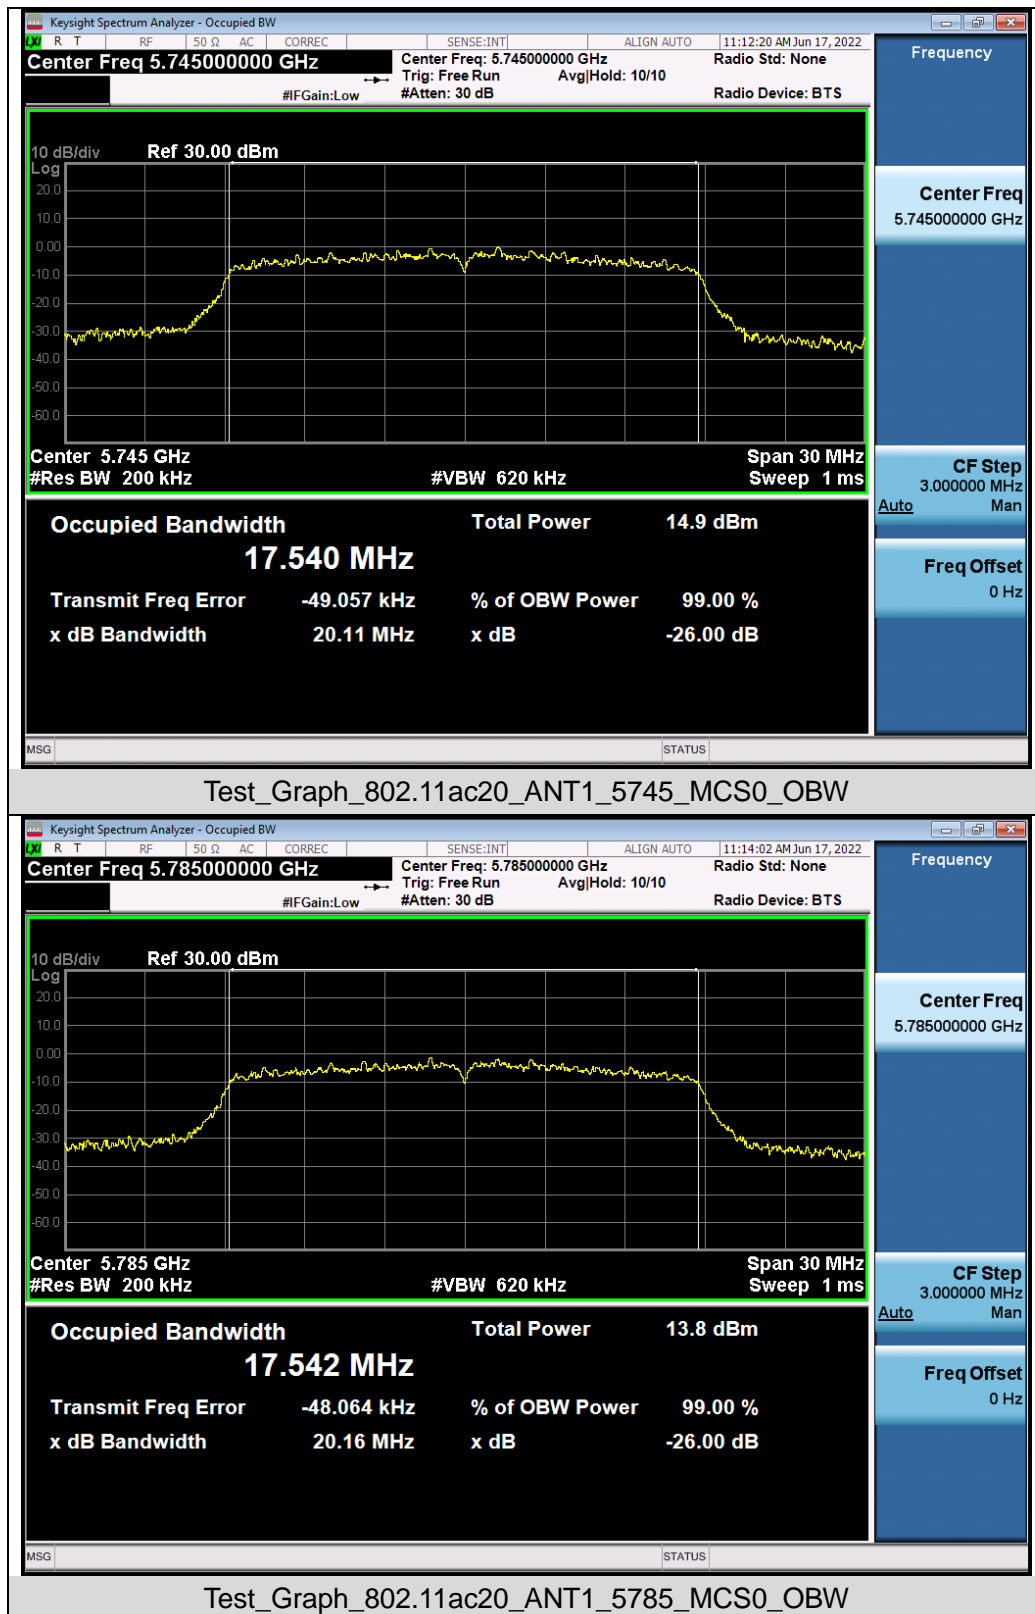 Keysight Spectrum Analyzer - Occupied BW
LXI R T RF 50 Ω AC CORREC SENSE:INT ALIGN AUTO 11:12:20 AM Jun 17, 2022
Center Freq 5.745000000 GHz
Center Freq: 5.745000000 GHz Radio Std: None
Trig: Free Run Avg|Hold: 10/10
#IFGain:Low #Atten: 30 dB Radio Device: BTS
10 dB/div Ref 30.00 dBm
Log
20.0
10.0
0.00
-10.0
-20.0
-30.0
-40.0
-50.0
-60.0
Center 5.745 GHz Span 30 MHz
#Res BW 200 kHz #VBW 620 kHz Sweep 1 ms
Occupied Bandwidth Total Power 14.9 dBm
17.540 MHz
Transmit Freq Error -49.057 kHz % of OBW Power 99.00 %
x dB Bandwidth 20.11 MHz x dB -26.00 dB
MSG STATUS
Frequency
Center Freq
5.745000000 GHz
CF Step
3.000000 MHz
Auto Man
Freq Offset
0 Hz
Test_Graph_802.11ac20_ANT1_5745_MCS0_OBW
Keysight Spectrum Analyzer - Occupied BW
LXI R T RF 50 Ω AC CORREC SENSE:INT ALIGN AUTO 11:14:02 AM Jun 17, 2022
Center Freq 5.785000000 GHz
Center Freq: 5.785000000 GHz Radio Std: None
Trig: Free Run Avg|Hold: 10/10
#IFGain:Low #Atten: 30 dB Radio Device: BTS
10 dB/div Ref 30.00 dBm
Log
20.0
10.0
0.00
-10.0
-20.0
-30.0
-40.0
-50.0
-60.0
Center 5.785 GHz Span 30 MHz
#Res BW 200 kHz #VBW 620 kHz Sweep 1 ms
Occupied Bandwidth Total Power 13.8 dBm
17.542 MHz
Transmit Freq Error -48.064 kHz % of OBW Power 99.00 %
x dB Bandwidth 20.16 MHz x dB -26.00 dB
MSG STATUS
Frequency
Center Freq
5.785000000 GHz
CF Step
3.000000 MHz
Auto Man
Freq Offset
0 Hz
Test_Graph_802.11ac20_ANT1_5785_MCS0_OBW